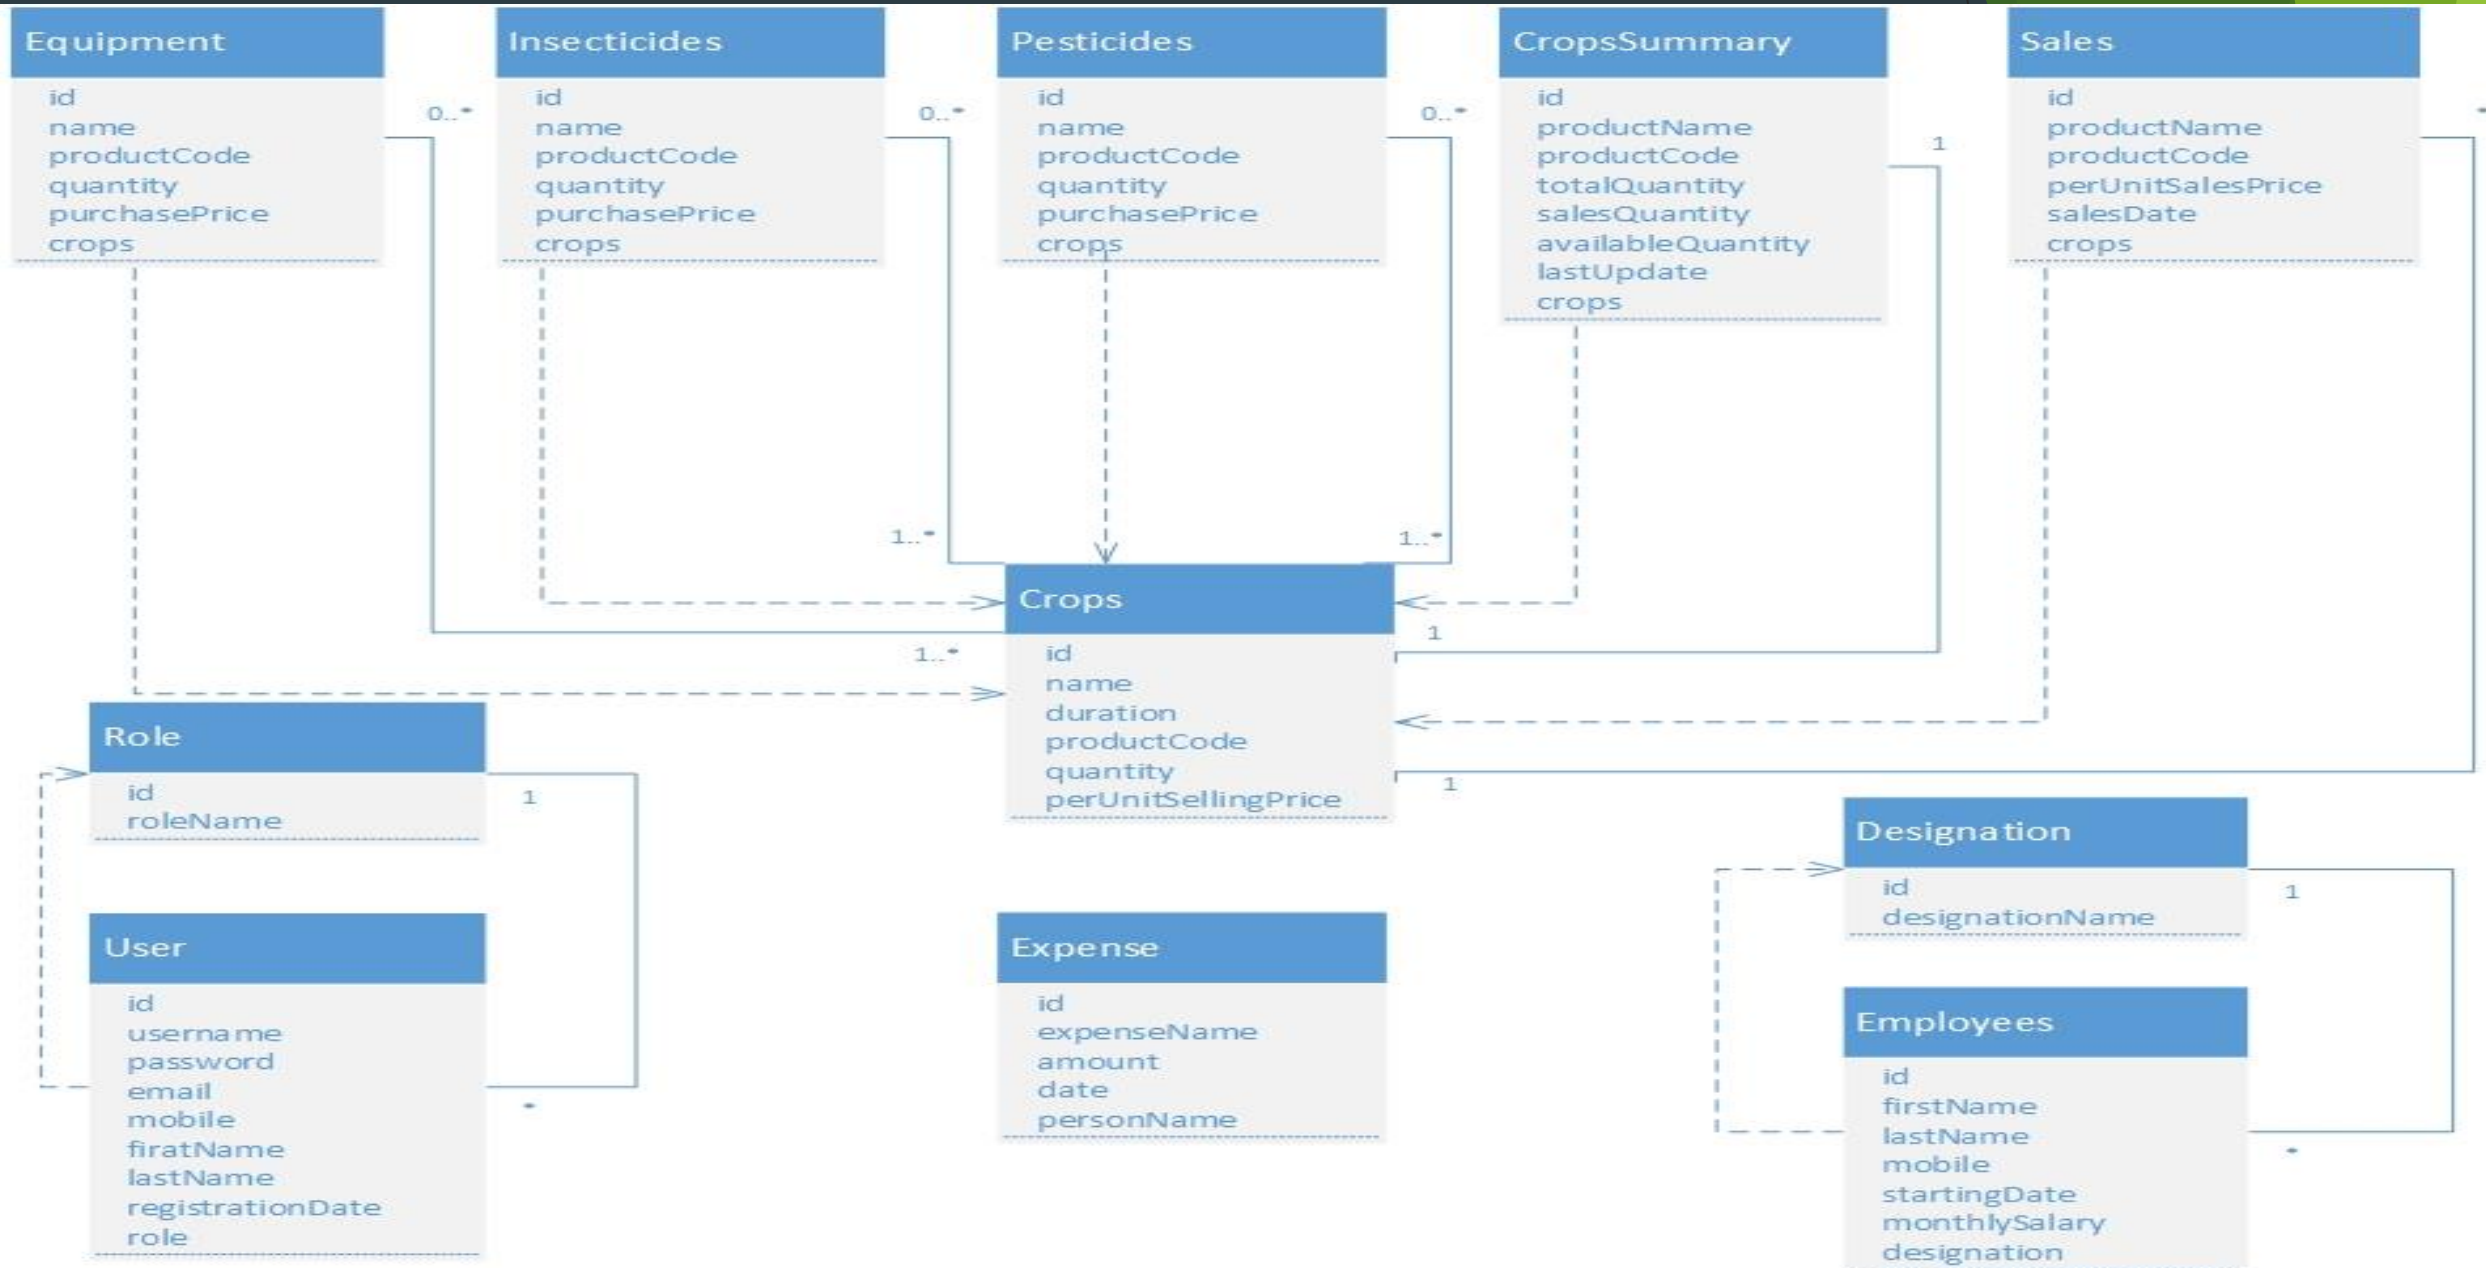 Equipment
id
name
productCode
quantity
purchasePrice
crops
0..*
Insecticides
id
name
productCode
quantity
purchasePrice
crops
0..*
Pesticides
id
name
productCode
quantity
purchasePrice
crops
0..*
CropsSummary
id
productName
productCode
totalQuantity
salesQuantity
availableQuantity
lastUpdate
crops
1
Sales
id
productName
productCode
perUnitSalesPrice
salesDate
crops
*
1..*
1..*
1..*
Crops
id
name
duration
productCode
quantity
perUnitSellingPrice
1
1
Role
id
roleName
1
User
id
username
password
email
mobile
firatName
lastName
registrationDate
role
*
Expense
id
expenseName
amount
date
personName
Designation
id
designationName
1
Employees
id
firstName
lastName
mobile
startingDate
monthlySalary
designation
*